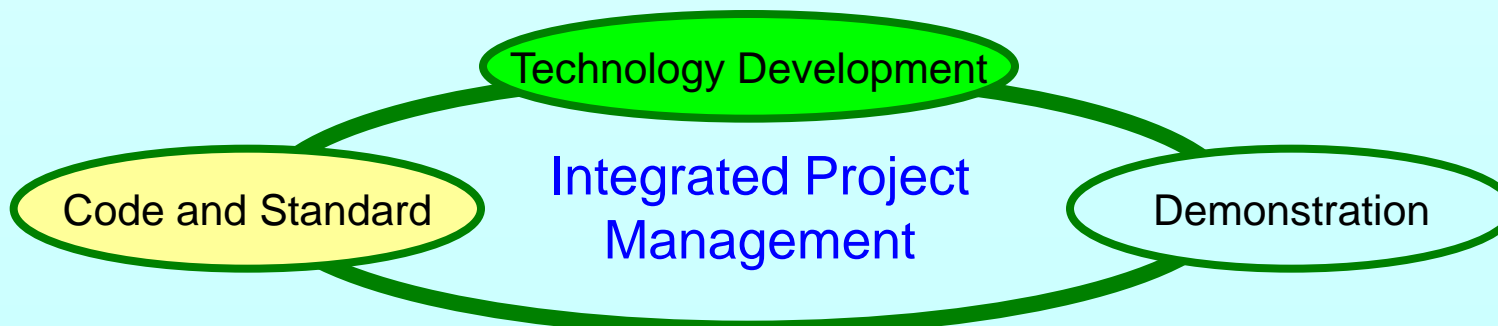 Technology Development
Integrated Project
Management
Code and Standard
Demonstration